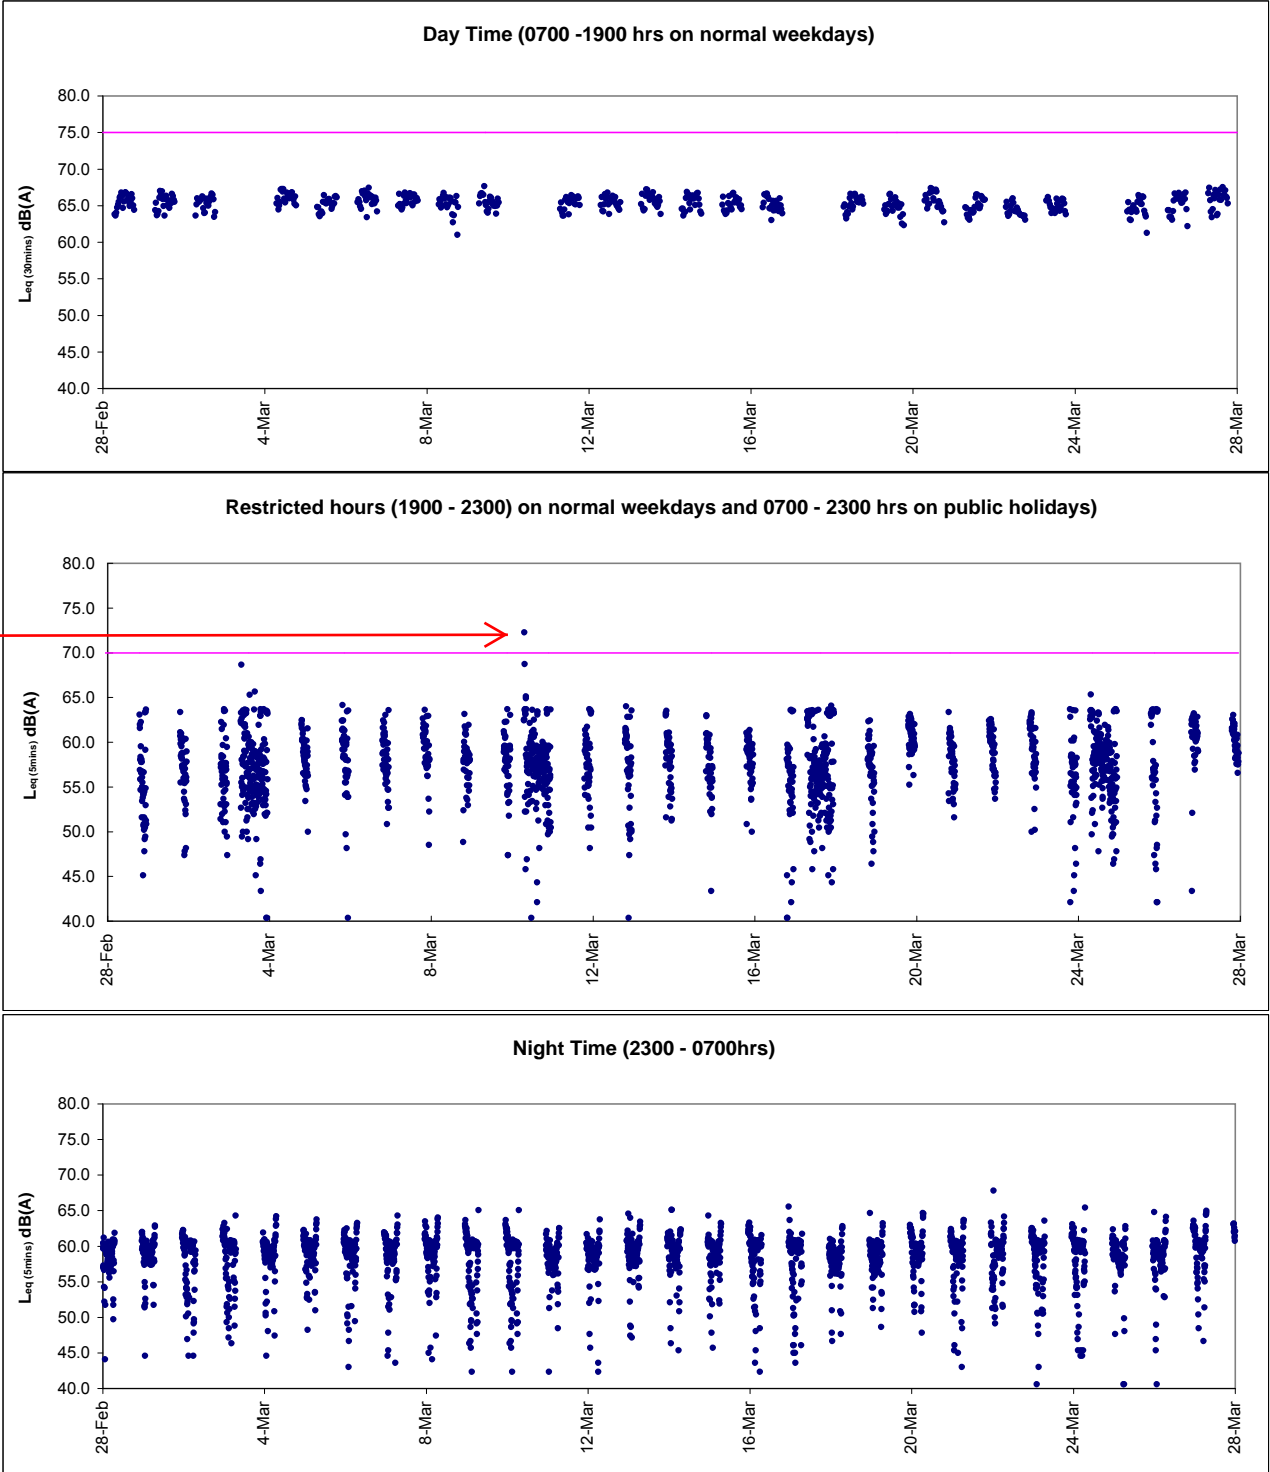 Day Time (0700 -1900 hrs on normal weekdays)
80.0
75.0
70.0
65.0
60.0
55.0
50.0
45.0
40.0
Leq (30mins) dB(A)
28-Feb
4-Mar
8-Mar
12-Mar
16-Mar
20-Mar
24-Mar
28-Mar
Restricted hours (1900 - 2300) on normal weekdays and 0700 - 2300 hrs on public holidays)
80.0
75.0
70.0
65.0
60.0
55.0
50.0
45.0
40.0
Leq (5mins) dB(A)
28-Feb
4-Mar
8-Mar
12-Mar
16-Mar
20-Mar
24-Mar
28-Mar
Night Time (2300 - 0700hrs)
80.0
75.0
70.0
65.0
60.0
55.0
50.0
45.0
40.0
Leq (5mins) dB(A)
28-Feb
4-Mar
8-Mar
12-Mar
16-Mar
20-Mar
24-Mar
28-Mar